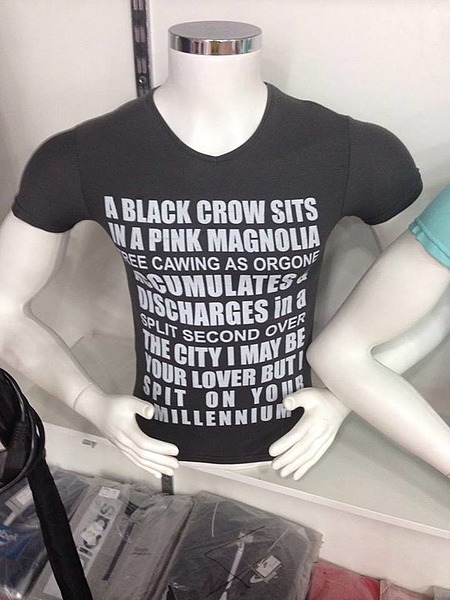 A BLACK CROW SITS
IN A PINK MAGNOLIA
REE CAWING AS ORGONE
ACCUMULATES &
DISCHARGES in a
SPLIT SECOND OVER
THE CITY I MAY BE
YOUR LOVER BUT I
SPIT ON YOUR
MILLENNIUM